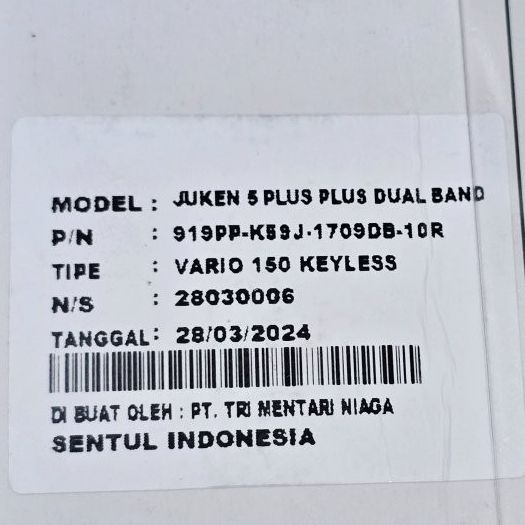 MODEL : JUKEN 5 PLUS PLUS DUAL BAND
P/N : 919PP-K59J-1709DB-10R
TIPE : VARIO 150 KEYLESS
N/S : 28030006
TANGGAL: 28/03/2024
DI BUAT OLEH : PT. TRI MENTARI NIAGA
SENTUL INDONESIA